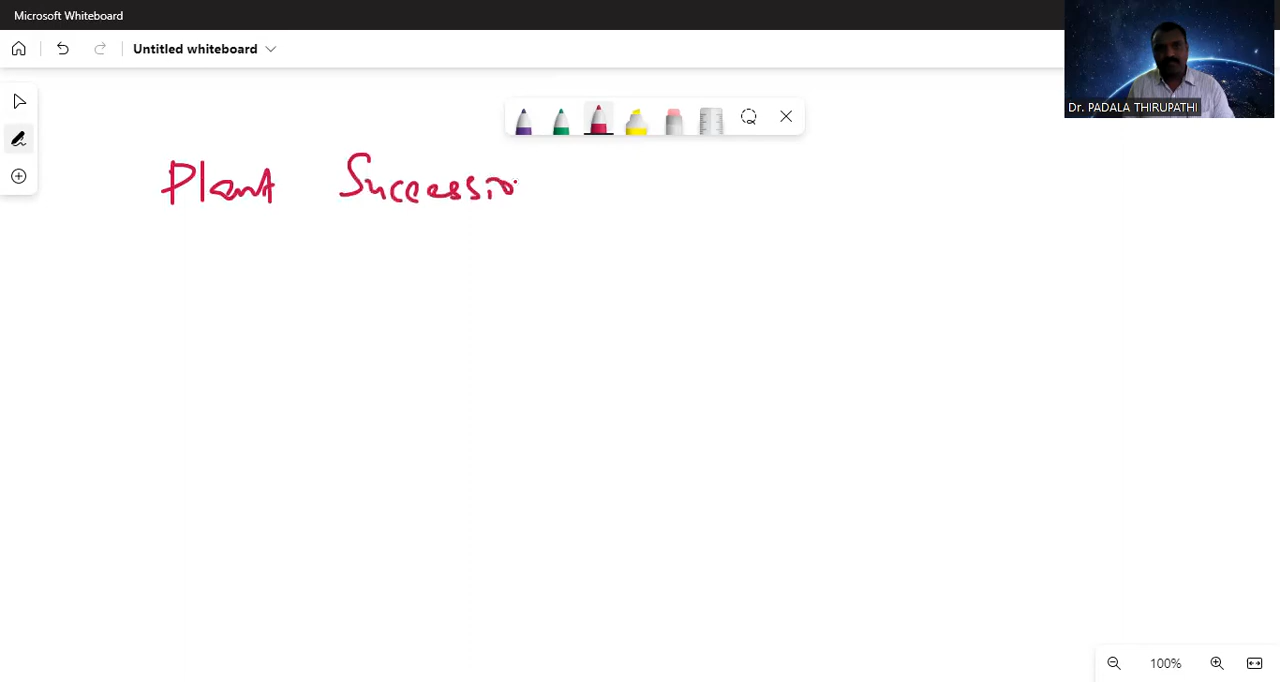 Microsoft Whiteboard
Untitled whiteboard
Dr. PADALA THIRUPATHI
Plant Successio
100%